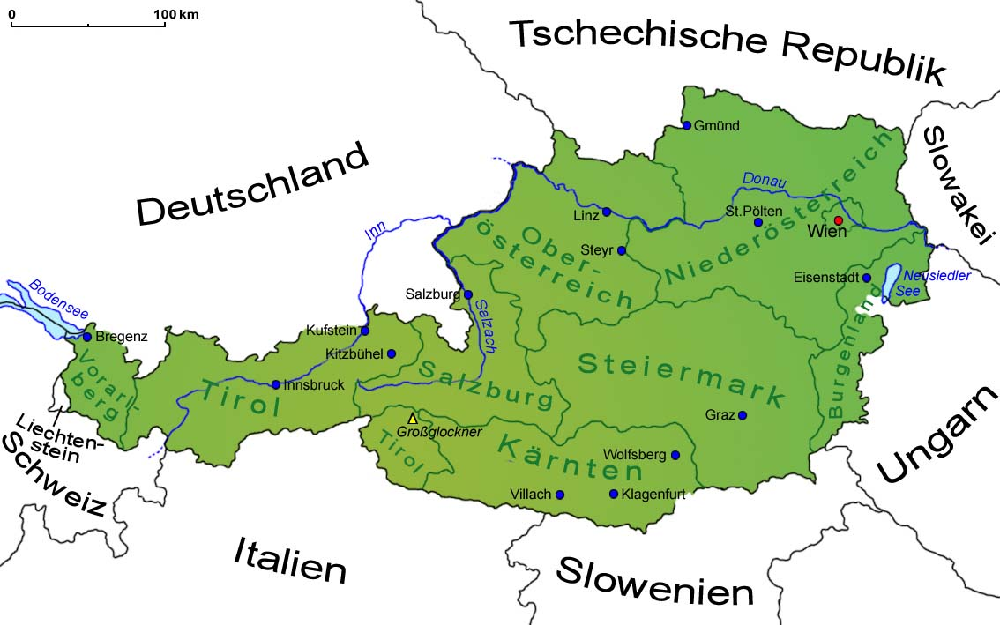 0 100 km
Tschechische Republik
Deutschland
Slowakei
Gmünd
Donau
Linz
St.Pölten
Wien
Niederösterreich
Inn
Ober-
österreich
Steyr
Eisenstadt
Neusiedler
See
Bodensee
Salzburg
Salzach
Bregenz
Kufstein
Kitzbühel
Burgenland
Vorarl-
berg
Innsbruck
Tirol
Salzburg
Steiermark
Graz
Liechten-
stein
Großglockner
Tirol
Kärnten
Wolfsberg
Schweiz
Ungarn
Villach
Klagenfurt
Italien
Slowenien